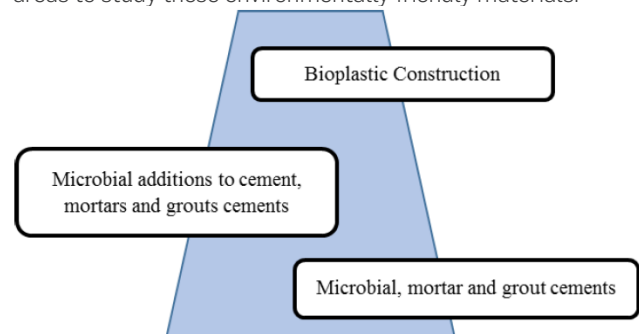 areas to study these environmentally friendly materials.
Bioplastic Construction
Microbial additions to cement,
mortars and grouts cements
Microbial, mortar and grout cements